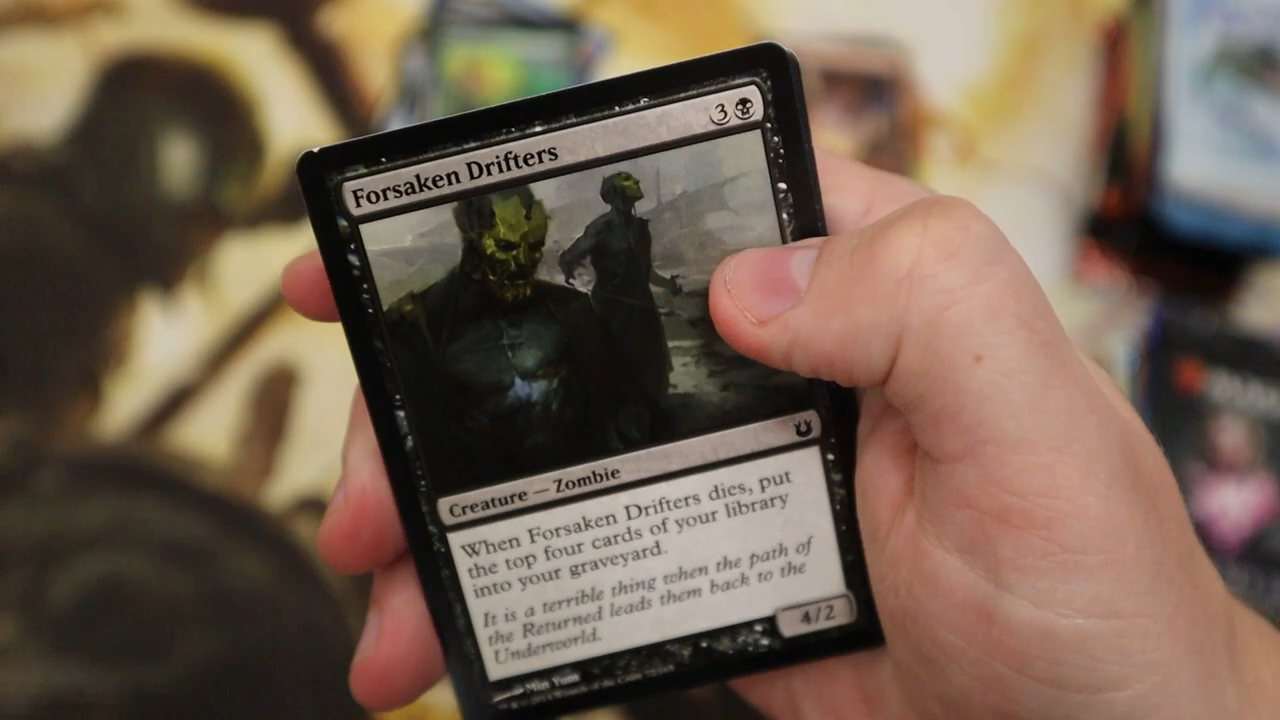 Forsaken Drifters 3
Creature — Zombie
When Forsaken Drifters dies, put
the top four cards of your library
into your graveyard.
It is a terrible thing when the path of
the Returned leads them back to the
Underworld.
4/2
Min Yum